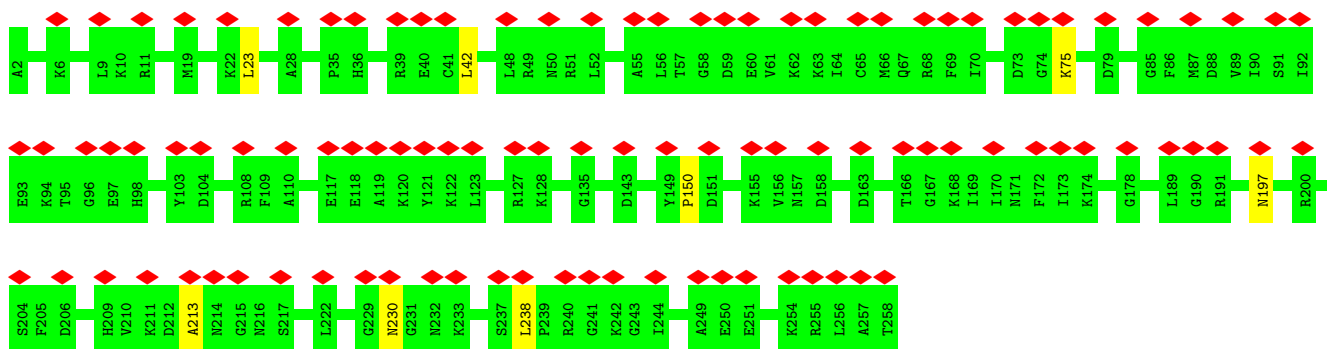 A2 K6 L9 K10 R11 M19 K22 L23 A28 P35 H36 R39 E40 C41 L42 L48 R49 N50 R51 L52 A55 L56 T57 G58 D59 E60 V61 K62 K63 I64 C65 M66 Q67 R68 F69 I70 D73 G74 K75 D79 G85 F86 M87 D88 V89 I90 S91 I92
E93 K94 T95 G96 E97 H98 Y103 D104 R108 F109 A110 E117 E118 A119 K120 Y121 K122 L123 R127 K128 G135 D143 Y149 P150 D151 K155 V156 N157 D158 D163 T166 G167 K168 I169 I170 N171 F172 I173 K174 G178 L189 G190 R191 N197 R200
S204 F205 D206 H209 V210 K211 D212 A213 N214 G215 N216 S217 L222 G229 N230 G231 N232 K233 S237 L238 P239 R240 G241 K242 G243 I244 A249 E250 E251 K254 R255 L256 A257 T258